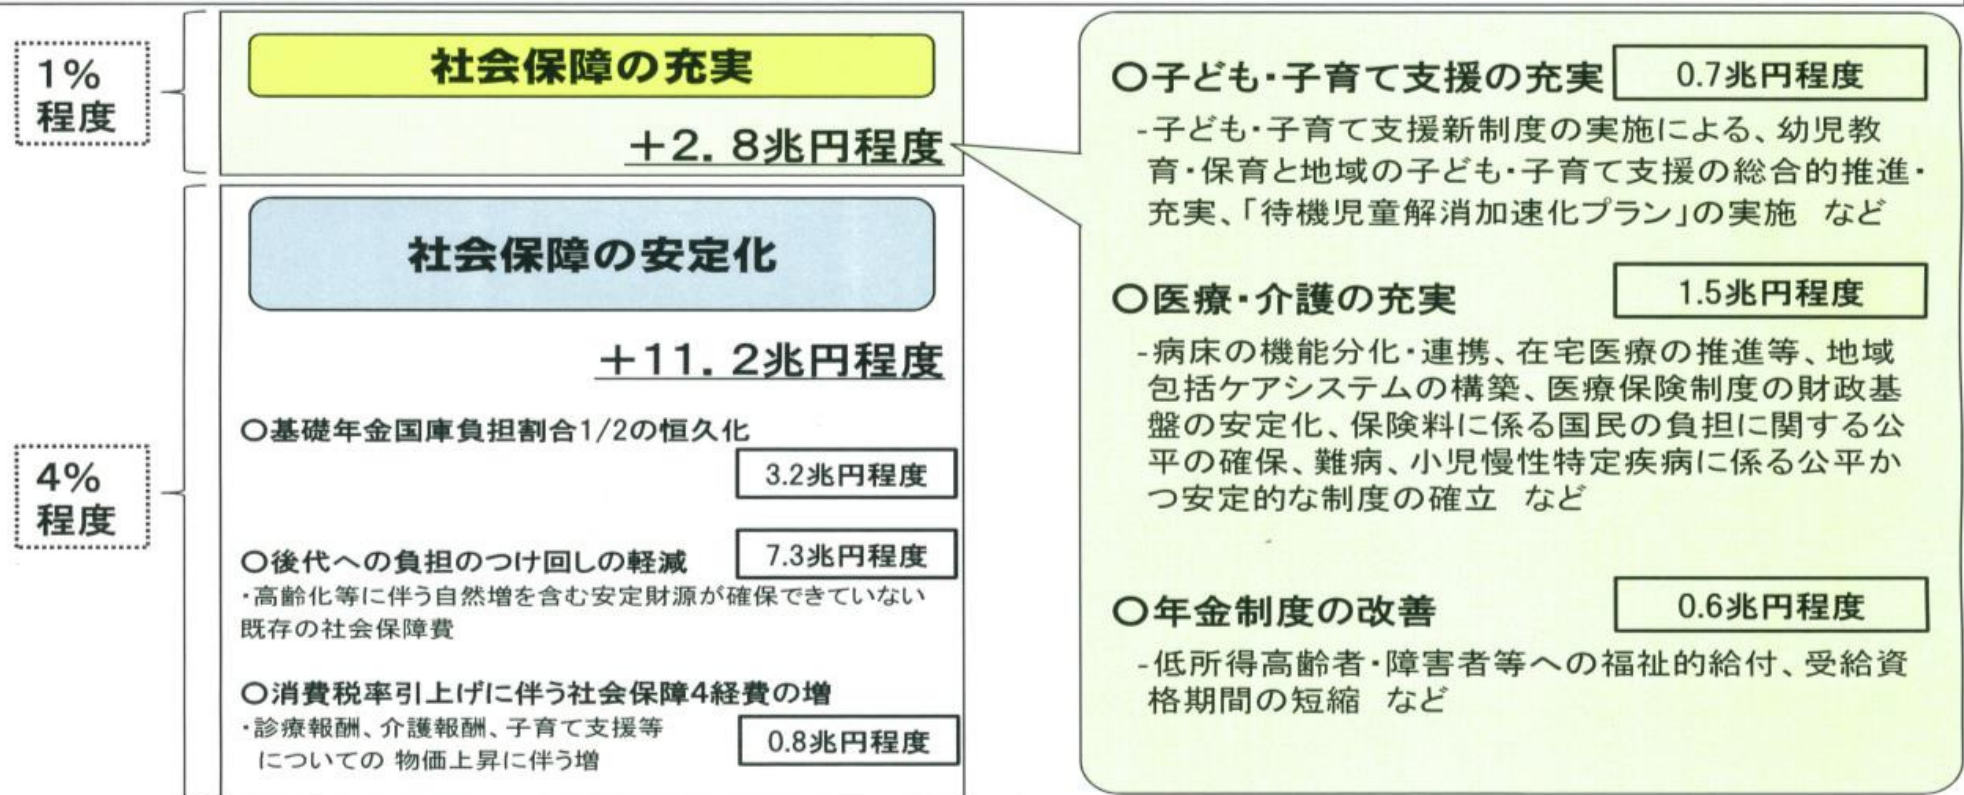 1%
程度
社会保障の充実
+2.8兆円程度
4%
程度
社会保障の安定化
+11.2兆円程度
○基礎年金国庫負担割合1/2の恒久化
3.2兆円程度
○後代への負担のつけ回しの軽減
7.3兆円程度
・高齢化等に伴う自然増を含む安定財源が確保できていない
既存の社会保障費
○消費税率引上げに伴う社会保障4経費の増
・診療報酬、介護報酬、子育て支援等
についての 物価上昇に伴う増
0.8兆円程度
○子ども・子育て支援の充実
0.7兆円程度
-子ども・子育て支援新制度の実施による、幼児教
育・保育と地域の子ども・子育て支援の総合的推進・
充実、「待機児童解消加速化プラン」の実施 など
○医療・介護の充実
1.5兆円程度
-病床の機能分化・連携、在宅医療の推進等、地域
包括ケアシステムの構築、医療保険制度の財政基
盤の安定化、保険料に係る国民の負担に関する公
平の確保、難病、小児慢性特定疾病に係る公平か
つ安定的な制度の確立 など
○年金制度の改善
0.6兆円程度
-低所得高齢者・障害者等への福祉的給付、受給資
格期間の短縮 など